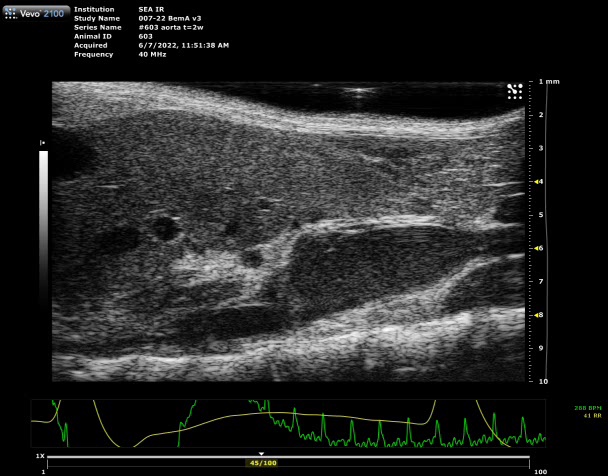 Vevo 2100
Institution SEA IR
Study Name 007-22 BemA v3
Series Name #603 aorta t=2w
Animal ID 603
Acquired 6/7/2022, 11:51:38 AM
Frequency 40 MHz
1 mm
2
3
4
5
6
7
8
9
10
288 BPM
41 RR
1X
45/100
1
100